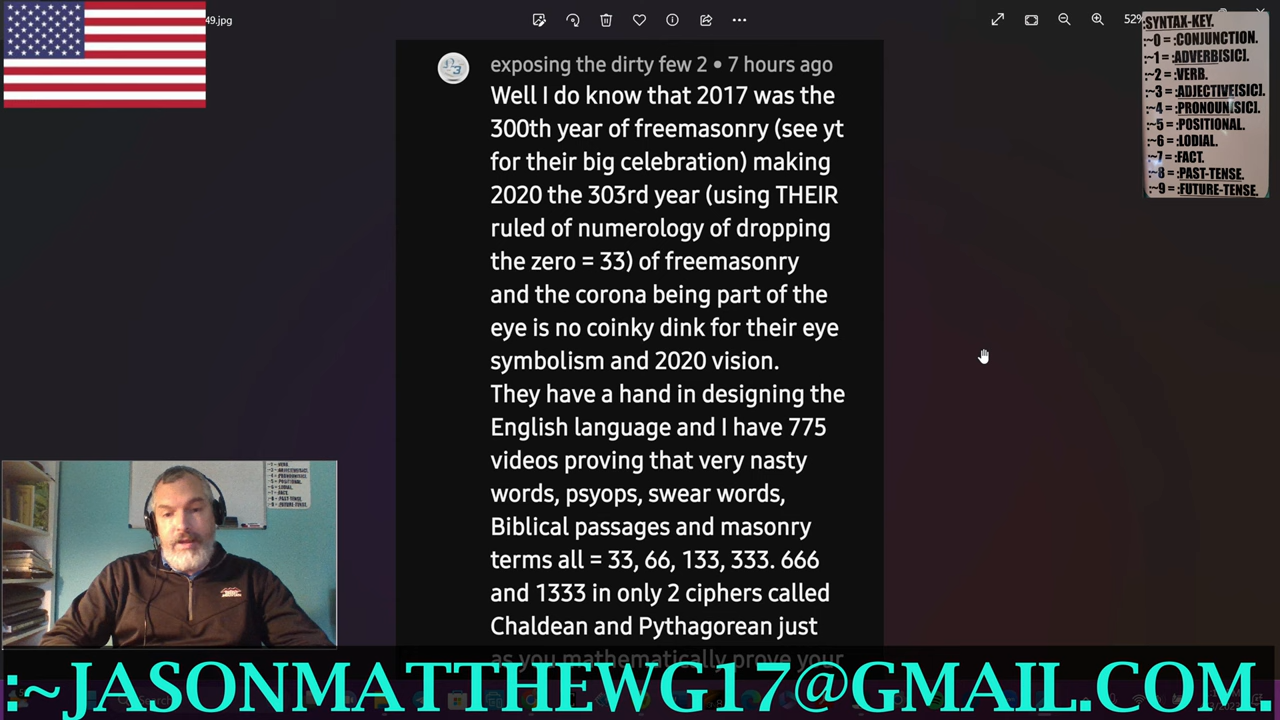 49.jpg
52%
exposing the dirty few 2 • 7 hours ago
Well I do know that 2017 was the
300th year of freemasonry (see yt
for their big celebration) making
2020 the 303rd year (using THEIR
ruled of numerology of dropping
the zero = 33) of freemasonry
and the corona being part of the
eye is no coinky dink for their eye
symbolism and 2020 vision.
They have a hand in designing the
English language and I have 775
videos proving that very nasty
words, psyops, swear words,
Biblical passages and masonry
terms all = 33, 66, 133, 333. 666
and 1333 in only 2 ciphers called
Chaldean and Pythagorean just
as you mathematically prove your
:SYNTAX-KEY.
:~0 = :CONJUNCTION.
:~1 = :ADVERB[SIC].
:~2 = :VERB.
:~3 = :ADJECTIVE[SIC].
:~4 = :PRONOUN[SIC].
:~5 = :POSITIONAL.
:~6 = :LODIAL.
:~7 = :FACT.
:~8 = :PAST-TENSE.
:~9 = :FUTURE-TENSE.
:~JASONMATTHEWG17@GMAIL.COM.